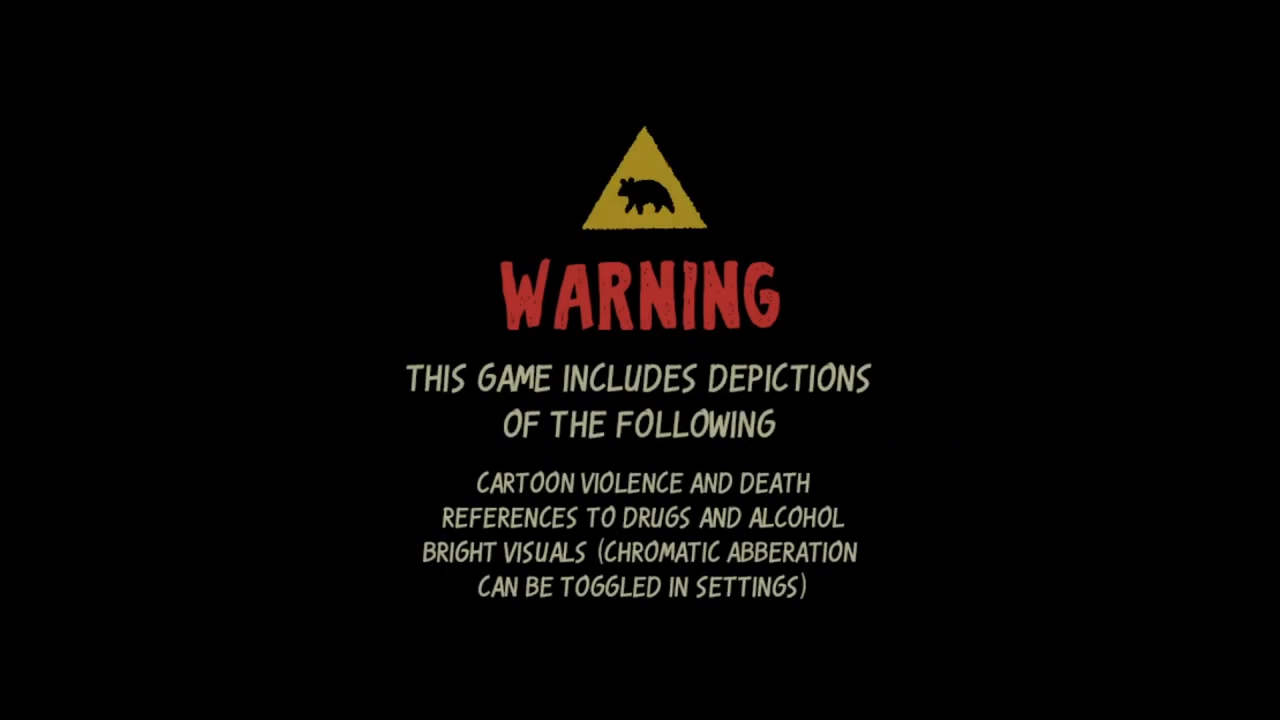 WARNING
THIS GAME INCLUDES DEPICTIONS
OF THE FOLLOWING
CARTOON VIOLENCE AND DEATH
REFERENCES TO DRUGS AND ALCOHOL
BRIGHT VISUALS (CHROMATIC ABBERATION
CAN BE TOGGLED IN SETTINGS)